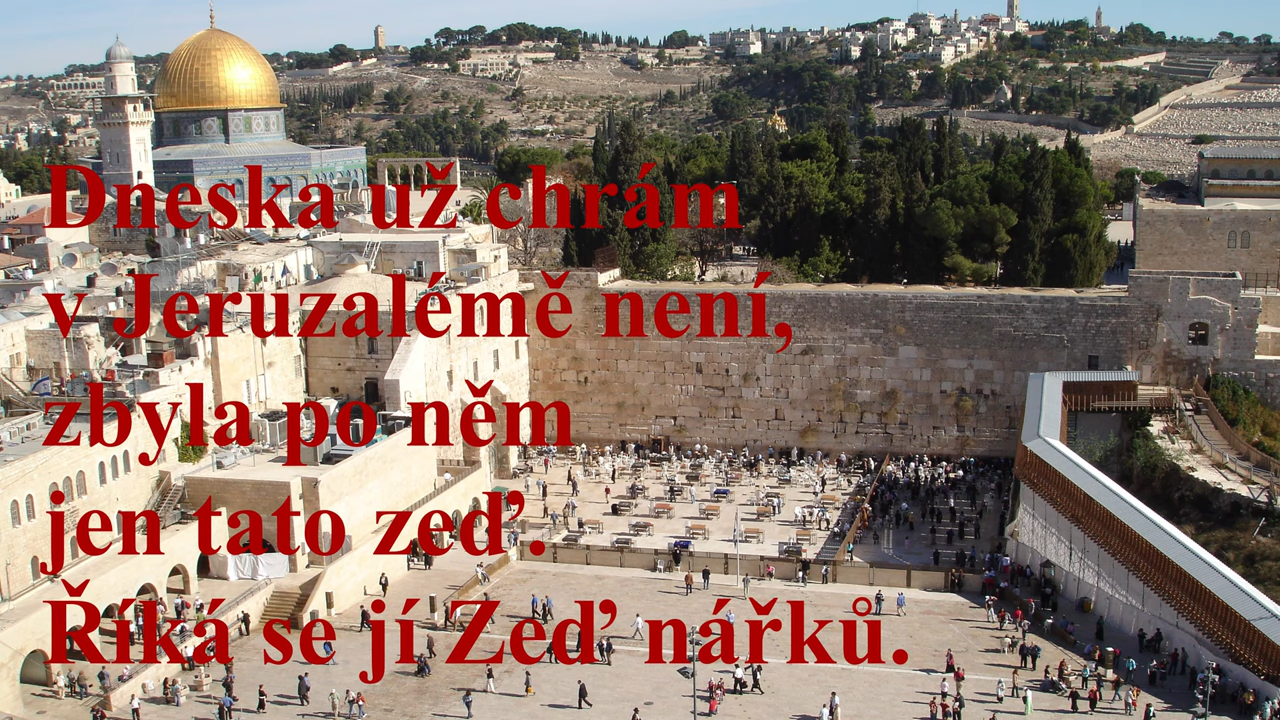 Dneska už chrám
v Jeruzalémě není,
zbyla po něm
jen tato zeď.
Říká se jí Zeď nářků.